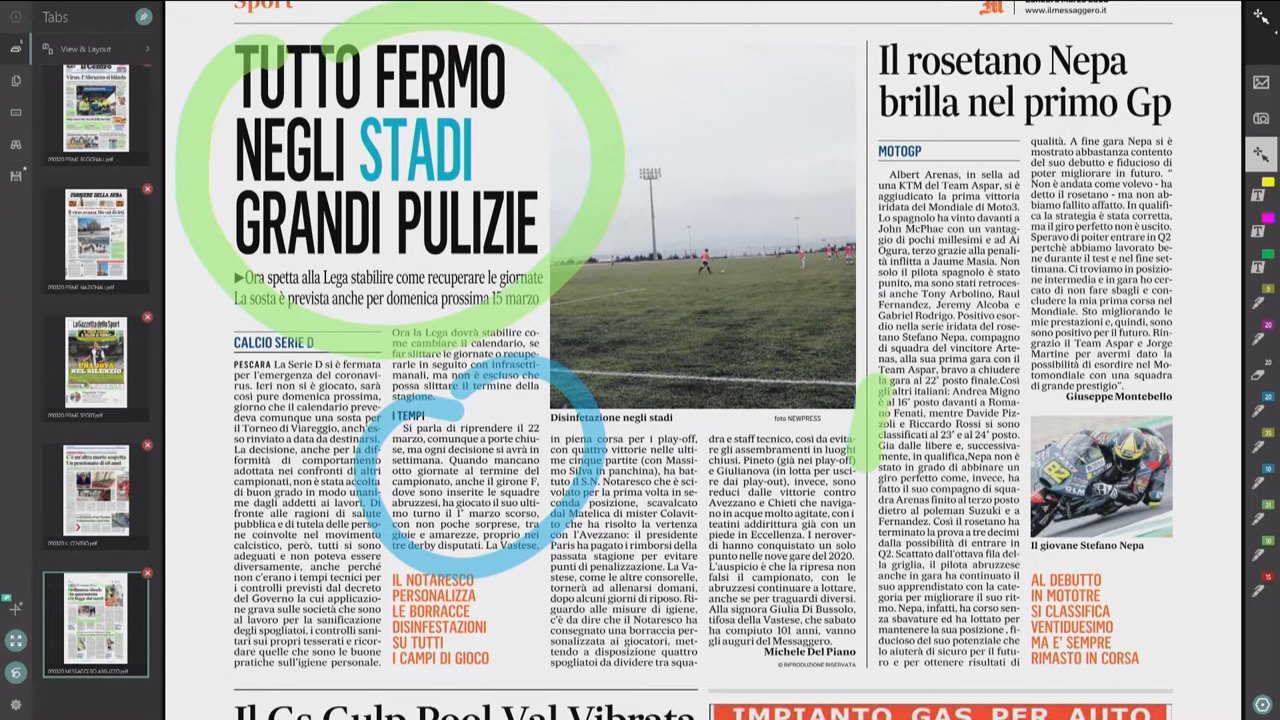 Tabs
View & Layout
090320 PRIME REGIONALI.pdf
CORRIERE DELLA SERA
090320 PRIME NAZIONALI.pdf
La Gazzetta dello Sport
090320 PRIME SPORT.pdf
090320 IL CENTRO.pdf
090320 MESSAGGERO ABRUZZO.pdf
Sport
www.ilmessaggero.it
TUTTO FERMO
NEGLI STADI
GRANDI PULIZIE
►Ora spetta alla Lega stabilire come recuperare le giornate
La sosta è prevista anche per domenica prossima 15 marzo
CALCIO SERIE D
PESCARA La Serie D si è fermata
per l'emergenza del coronavi-
rus. Ieri non si è giocato, sarà
così pure domenica prossima,
giorno che il calendario preve-
deva comunque una sosta per
il Torneo di Viareggio, anch'es-
so rinviato a data da destinarsi.
La decisione, anche per la dif-
formità di comportamento
adottata nei confronti di altri
campionati, non è stata accolta
di buon grado in modo unani-
me dagli addetti ai lavori. Di
fronte alle ragioni di salute
pubblica e di tutela delle perso-
ne coinvolte nel movimento
calcistico, però, tutti si sono
adeguati e non poteva essere
diversamente, anche perché
non c'erano i tempi tecnici per
i controlli previsti dal decreto
del Governo la cui applicazio-
ne grava sulle società che sono
al lavoro per la sanificazione
degli spogliatoi, i controlli sani-
tari sui propri tesserati e ricor-
dare quelle che sono le buone
pratiche sull'igiene personale.
Ora la Lega dovrà stabilire co-
me cambiare il calendario, se
far slittare le giornate o recupe-
rarle in seguito con infrasetti-
manali, ma non è escluso che
possa slittare il termine della
stagione.
I TEMPI
Si parla di riprendere il 22
marzo, comunque a porte chiu-
se, ma ogni decisione si avrà in
settimana. Quando mancano
otto giornate al termine del
campionato, anche il girone F,
dove sono inserite le squadre
abruzzesi, ha giocato il suo ulti-
mo turno il 1° marzo scorso,
con non poche sorprese, tra
gioie e amarezze, proprio nei
tre derby disputati. La Vastese,
IL NOTARESCO
PERSONALIZZA
LE BORRACCE
DISINFESTAZIONI
SU TUTTI
I CAMPI DI GIOCO
Disinfetazione negli stadi
foto NEWPRESS
in piena corsa per i play-off,
con quattro vittorie nelle ulti-
me cinque partite (con Massi-
mo Silva in panchina), ha bat-
tuto il S.N. Notaresco che è sci-
volato per la prima volta in se-
conda posizione, scavalcato
dal Matelica di mister Colavit-
to che ha risolto la vertenza
con l'Avezzano: il presidente
Paris ha pagato i rimborsi della
passata stagione per evitare
punti di penalizzazione. La Va-
stese, come le altre consorelle,
tornerà ad allenarsi domani,
dopo alcuni giorni di riposo. Ri-
guardo alle misure di igiene,
c'è da dire che il Notaresco ha
consegnato una borraccia per-
sonalizzata ai giocatori, met-
tendo a disposizione quattro
spogliatoi da dividere tra squa-
dra e staff tecnico, così da evita-
re gli assembramenti in luoghi
chiusi. Pineto (già nei play-off)
e Giulianova (in lotta per usci-
re dai play-out), invece, sono
reduci dalle vittorie contro
Avezzano e Chieti che naviga-
no in acque molto agitate, con i
teatini addirittura già con un
piede in Eccellenza. I nerover-
di hanno conquistato un solo
punto nelle nove gare del 2020.
L'auspicio è che la ripresa non
falsi il campionato, con le
abruzzesi continuare a lottare,
anche se per traguardi diversi.
Alla signora Giulia Di Bussolo,
tifosa della Vastese, che sabato
ha compiuto 101 anni, vanno
gli auguri del Messaggero.
Michele Del Piano
© RIPRODUZIONE RISERVATA
Il rosetano Nepa
brilla nel primo Gp
MOTOGP
Albert Arenas, in sella ad
una KTM del Team Aspar, si è
aggiudicato la prima vittoria
iridata del Mondiale di Moto3.
Lo spagnolo ha vinto davanti a
John McPhae con un vantag-
gio di pochi millesimi e ad Ai
Ogura, terzo grazie alla penali-
tà inflitta a Jaume Masia. Non
solo il pilota spagnolo è stato
punito, ma sono stati retroces-
si anche Tony Arbolino, Raul
Fernandez, Jeremy Alcoba e
Gabriel Rodrigo. Positivo esor-
dio nella serie iridata del rose-
tano Stefano Nepa, compagno
di squadra del vincitore Arte-
nas, alla sua prima gara con il
Team Aspar, bravo a chiudere
la gara al 22° posto finale.Così
gli altri italiani: Andrea Migno
è al 16° posto davanti a Roma-
no Fenati, mentre Davide Piz-
zoli e Riccardo Rossi si sono
classificati al 23° e al 24° posto.
Gia dalle libere e, successiva-
mente, in qualifica,Nepa non è
stato in grado di abbinare un
giro perfetto come, invece, ha
fatto il suo compagno di squa-
dra Arenas finito al terzo posto
dietro al poleman Suzuki e a
Fernandez. Così il rosetano ha
terminato la prova a tre decimi
dalla possibilità di entrare in
Q2. Scattato dall'ottava fila del-
la griglia, il pilota abruzzese
anche in gara ha continuato il
suo apprendistato con la cate-
goria per migliorare il suo rit-
mo. Nepa, infatti, ha corso sen-
za sbavature ed ha lottato per
mantenere la sua posizione , fi-
ducioso del suo potenziale che
lo aiuterà di sicuro per il futu-
ro e per ottenere risultati di
qualità. A fine gara Nepa si è
mostrato abbastanza contento
del suo debutto e fiducioso di
poter migliorare in futuro. "
Non è andata come volevo - ha
detto il rosetano - ma non ab-
biamo fallito affatto. In qualifi-
ca la strategia è stata corretta,
ma il giro perfetto non è uscito.
Speravo di poiter entrare in Q2
perchè abbiamo lavorato be-
ne durante il test e nel fine set-
timana. Ci troviamo in posizio-
ne intermedia e in gara ho cer-
cato di non fare sbagli e con-
cludere la mia prima corsa nel
Mondiale. Sto migliorando le
mie prestazioni e, quindi, sono
sono positivo per il futuro. Rin-
grazio il Team Aspar e Jorge
Martine per avermi dato la
possibilità di esordire nel Mo-
tomondiale con una squadra
di grande prestigio".
Giuseppe Montebello
Il giovane Stefano Nepa
AL DEBUTTO
IN MOTOTRE
SI CLASSIFICA
VENTIDUESIMO
MA E' SEMPRE
RIMASTO IN CORSA
Il Gs Gulp Pool Val Vibrata
IMPIANTO GAS PER AUTO